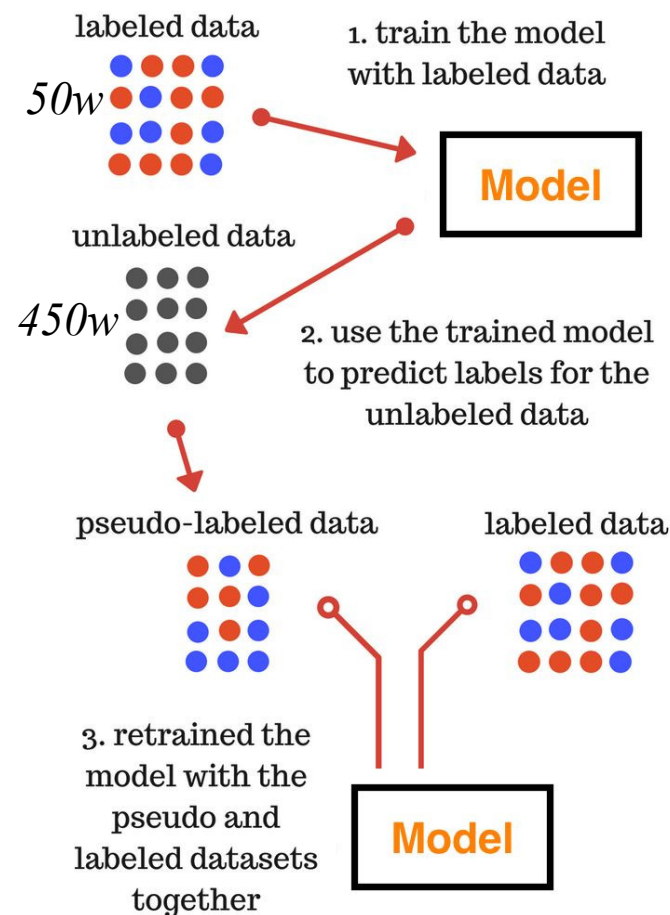 labeled data
50w
1. train the model
with labeled data
Model
unlabeled data
450w
2. use the trained model
to predict labels for the
unlabeled data
pseudo-labeled data
labeled data
3. retrained the
model with the
pseudo and
labeled datasets
together
Model